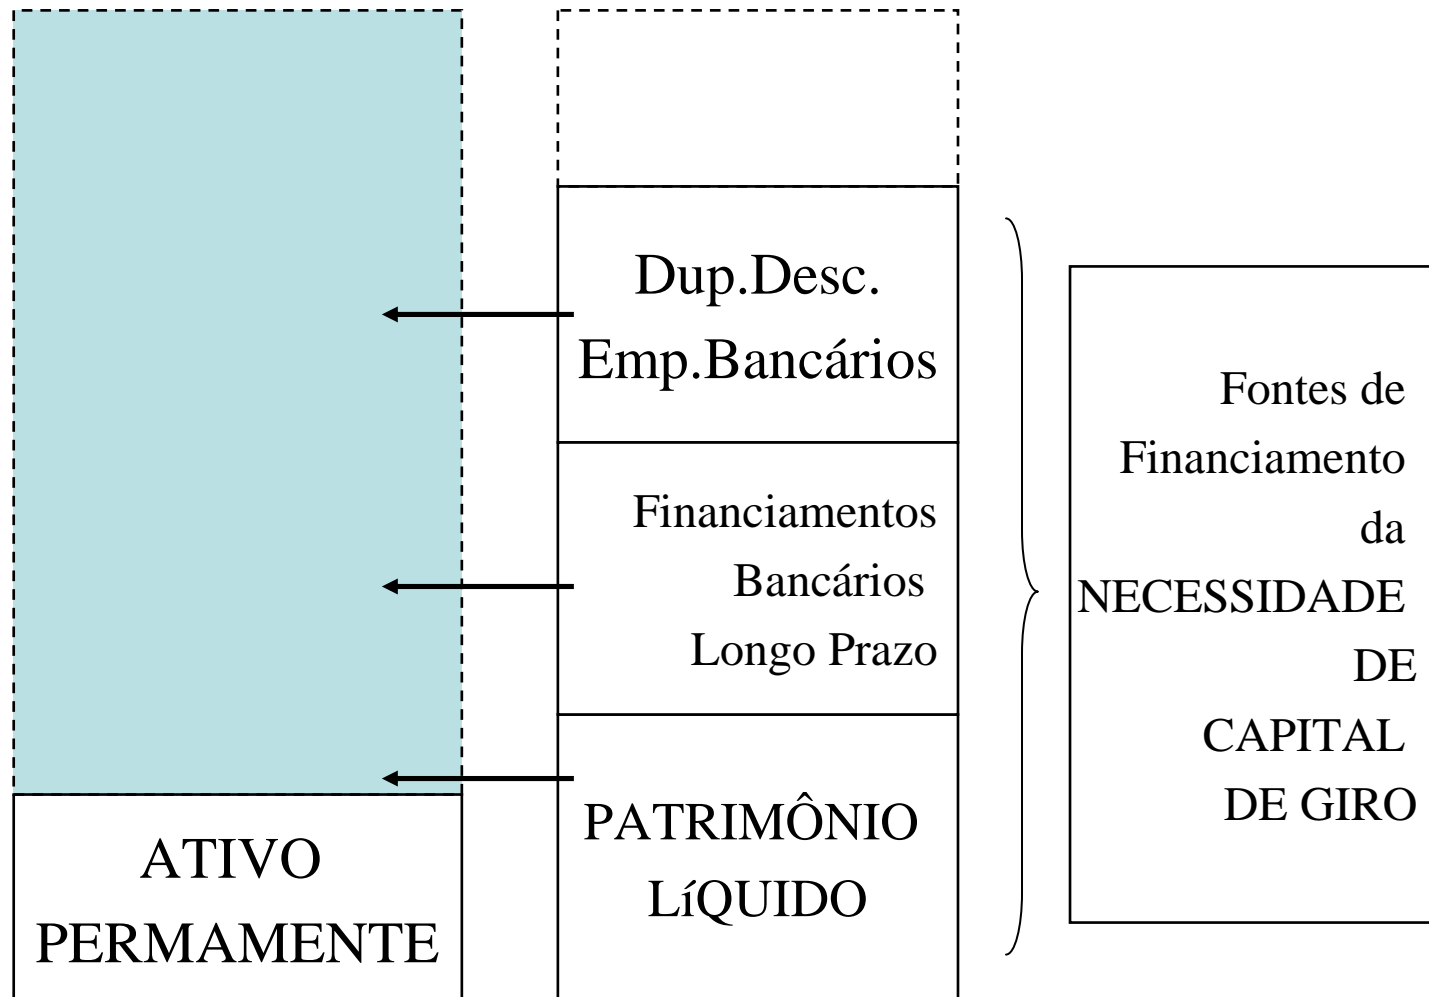 Dup.Desc.
Emp.Bancários
Financiamentos
Bancários
Longo Prazo
PATRIMÔNIO
LíQUIDO
ATIVO
PERMAMENTE
Fontes de
Financiamento
da
NECESSIDADE
DE
CAPITAL
DE GIRO